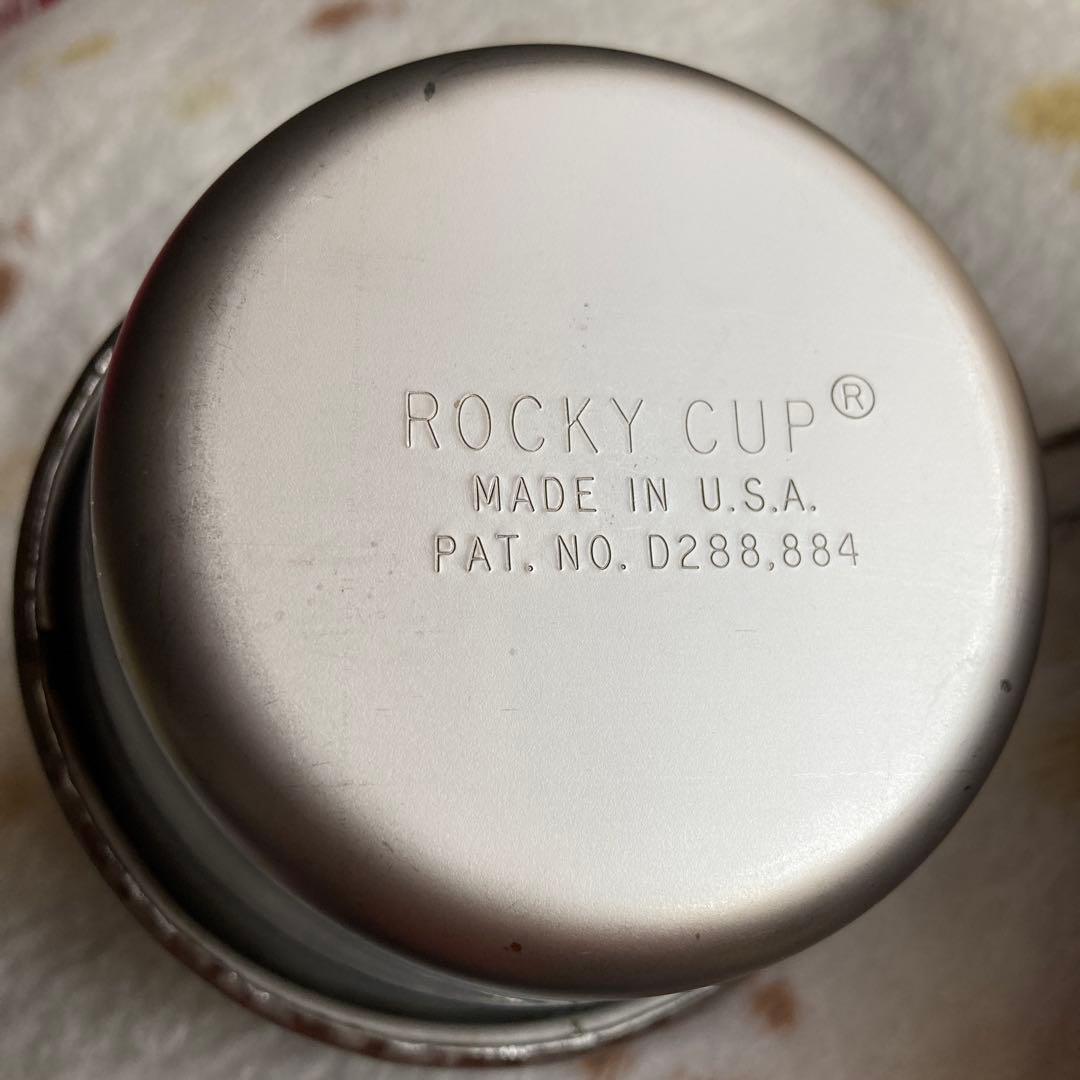 ROCKY CUP®
MADE IN U.S.A.
PAT. NO. D288,884